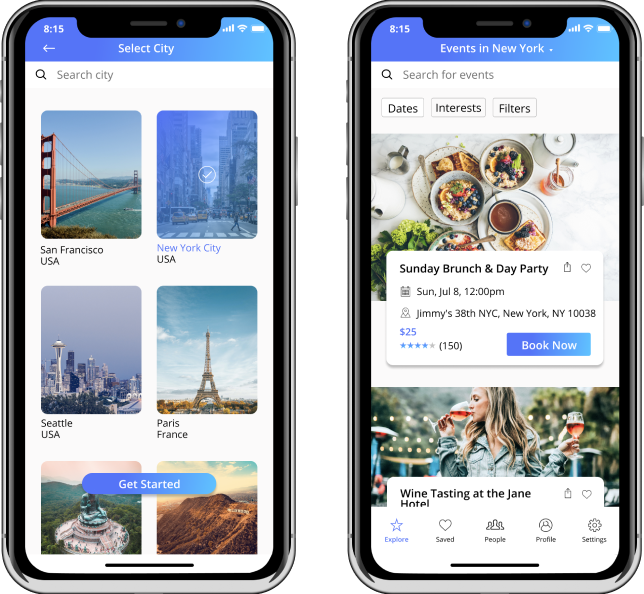 8:15
Select City
Search city
San Francisco
USA
New York City
USA
Seattle
USA
Paris
France
Get Started
8:15
Events in New York
Search for events
Dates
Interests
Filters
Sunday Brunch & Day Party
Sun, Jul 8, 12:00pm
Jimmy's 38th NYC, New York, NY 10038
$25
(150)
Book Now
Wine Tasting at the Jane
Hotel
Explore
Saved
People
Profile
Settings